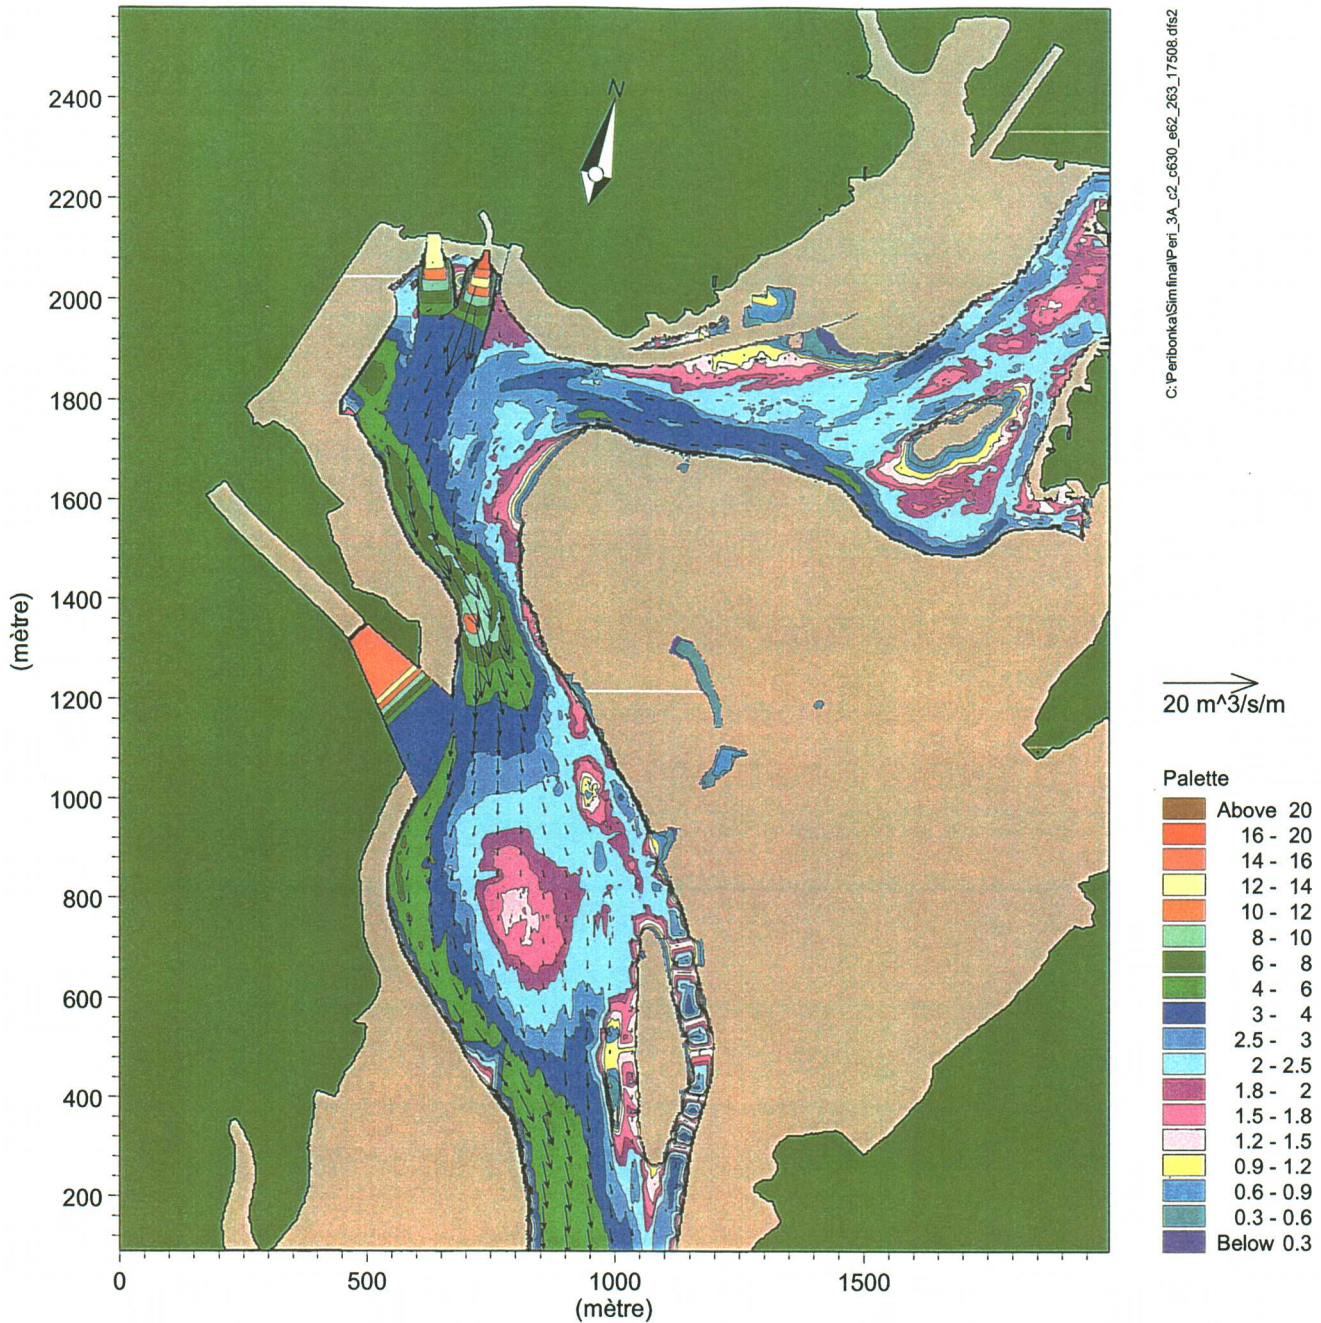 N
C:\Peribonka\Simfinal\Peri_3A_c2_c630_e62_263_17508.dfs2
2400
2200
2000
1800
1600
1400
1200
1000
800
600
400
200
(mètre)
0 500 1000 1500
(mètre)
20 m^3/s/m
Palette
Above 20
16 - 20
14 - 16
12 - 14
10 - 12
8 - 10
6 - 8
4 - 6
3 - 4
2.5 - 3
2 - 2.5
1.8 - 2
1.5 - 1.8
1.2 - 1.5
0.9 - 1.2
0.6 - 0.9
0.3 - 0.6
Below 0.3